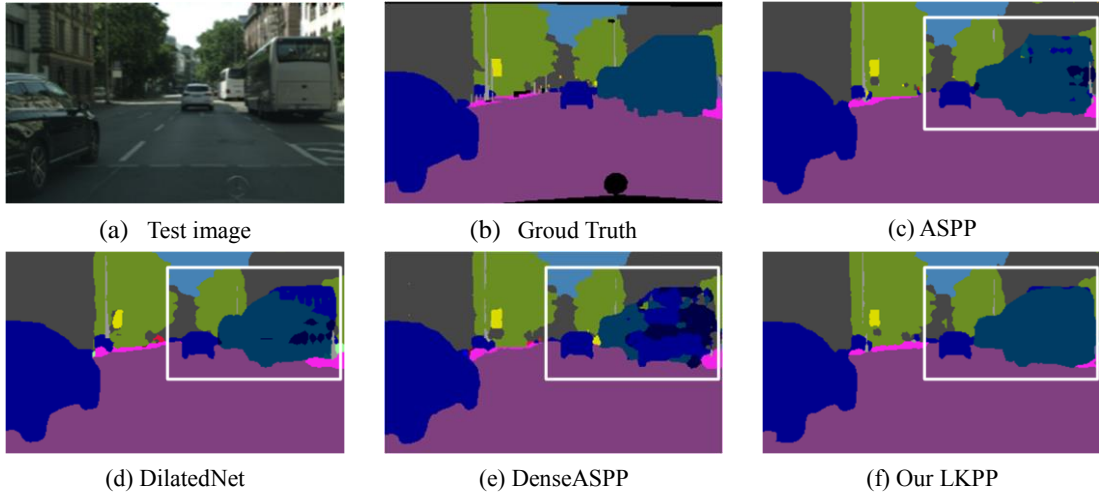 (a) Test image
(b) Groud Truth
(c) ASPP
(d) DilatedNet
(e) DenseASPP
(f) Our LKPP